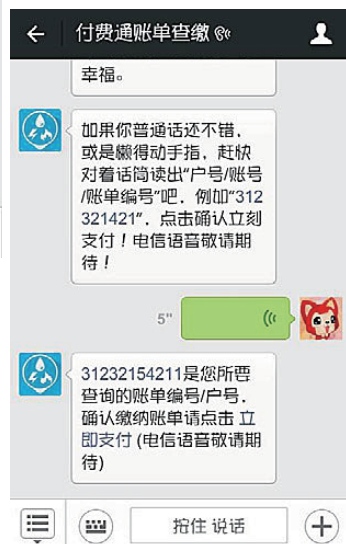 付费通账单查缴
幸福。
如果你普通话还不错，
或是懒得动手指，赶快
对着话筒读出“户号/账号
/账单编号”吧，例如“312
321421”，点击确认立刻
支付！电信语音敬请期
待！
5"
31232154211是您所要
查询的账单编号/户号，
确认缴纳账单请点击 立
即支付 (电信语音敬请期
待)
按住 说话